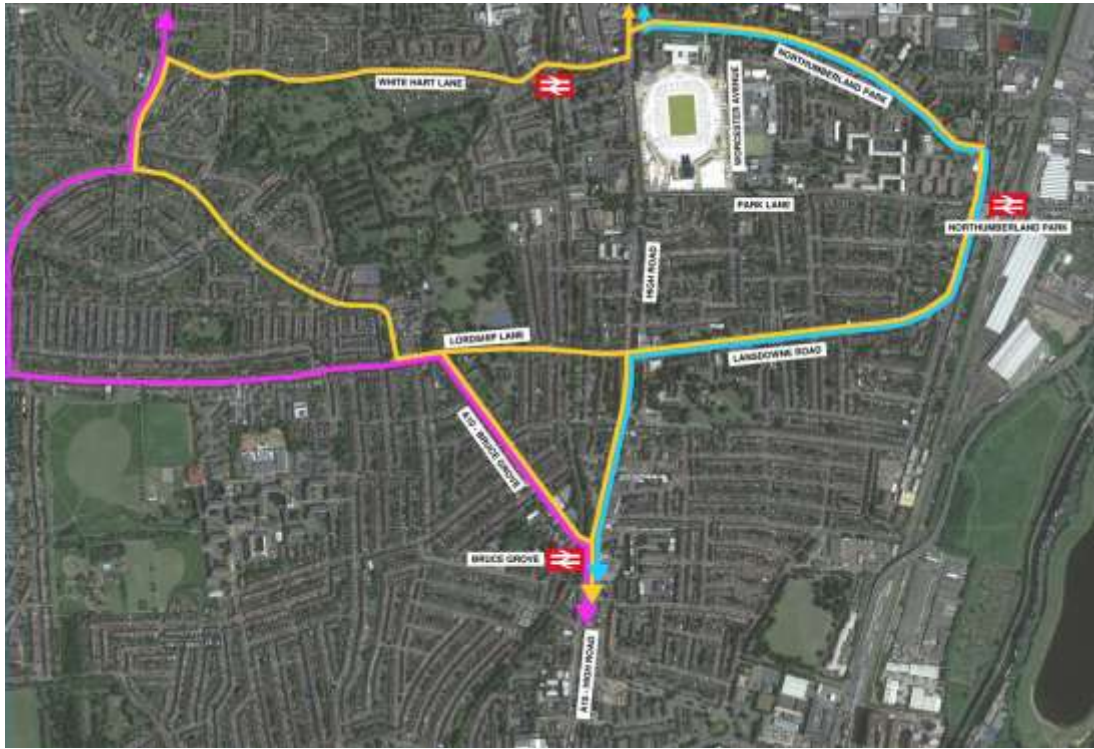 WHITE HART LANE
NORTHUMBERLAND PARK
WORCESTER AVENUE
PARK LANE
NORTHUMBERLAND PARK
HIGH ROAD
LORDSHIP LANE
LANSDOWNE ROAD
A10 - BRUCE GROVE
BRUCE GROVE
A10 - HIGH ROAD